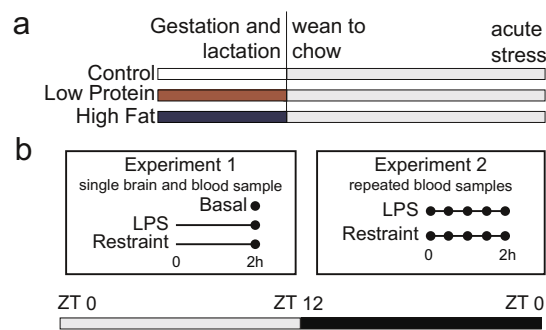 a
Gestation and lactation
wean to chow
acute stress
Control
Low Protein
High Fat
b
Experiment 1
single brain and blood sample
Basal
LPS
Restraint
0 2h
Experiment 2
repeated blood samples
LPS
Restraint
0 2h
ZT 0 ZT 12 ZT 0